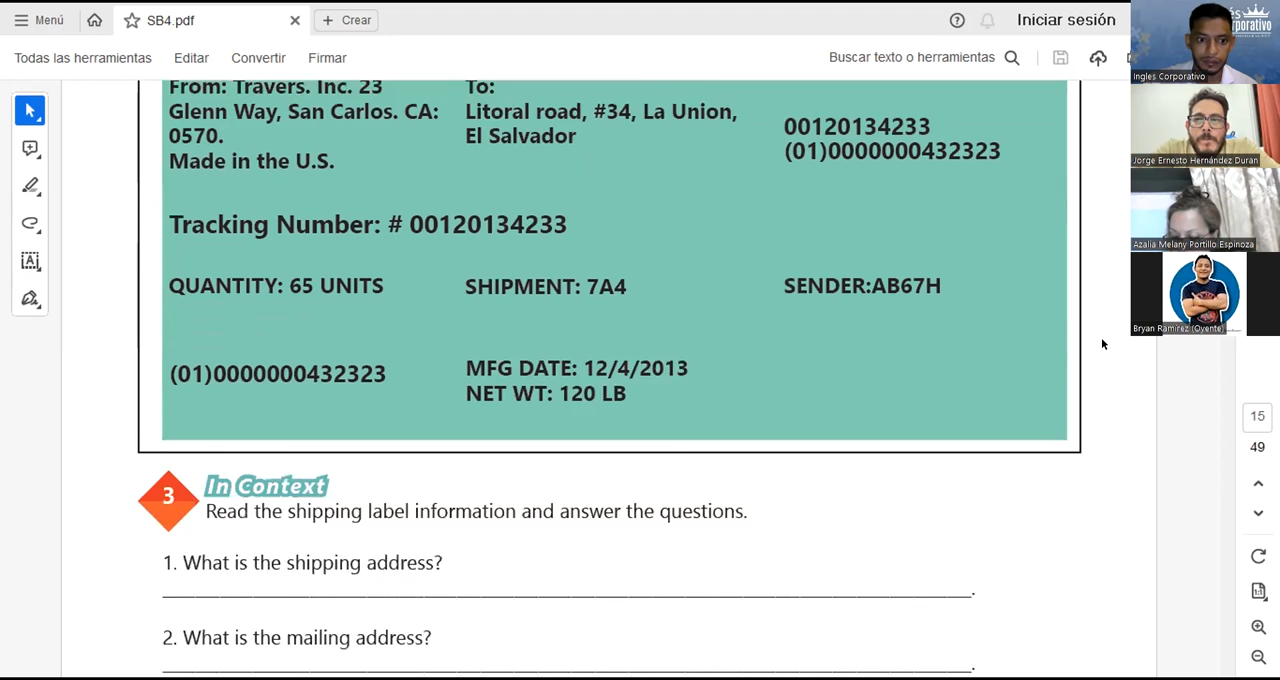 Menú
SB4.pdf
Crear
Iniciar sesión
Todas las herramientas
Editar
Convertir
Firmar
Buscar texto o herramientas
From: Travers. Inc. 23
Glenn Way, San Carlos. CA:
0570.
Made in the U.S.
To:
Litoral road, #34, La Union,
El Salvador
00120134233
(01)0000000432323
Tracking Number: # 00120134233
QUANTITY: 65 UNITS
SHIPMENT: 7A4
SENDER:AB67H
(01)0000000432323
MFG DATE: 12/4/2013
NET WT: 120 LB
3
In Context
Read the shipping label information and answer the questions.
1. What is the shipping address?
2. What is the mailing address?
15
49
Ingles Corporativo
Jorge Ernesto Hernández Duran
Azalia Melany Portillo Espinoza
Bryan Ramírez (Oyente)